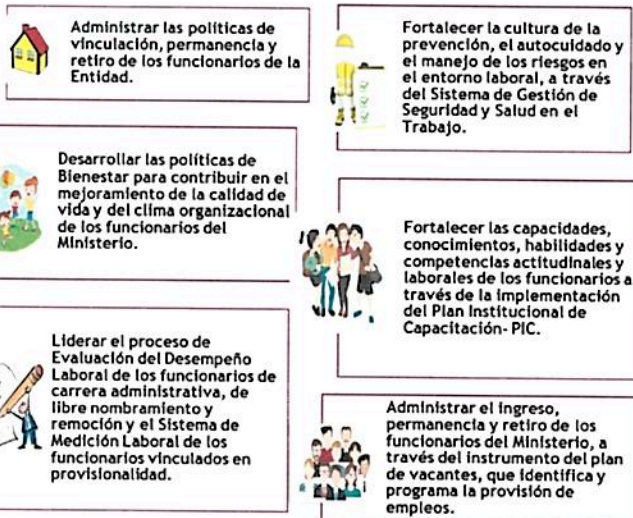 Administrar las políticas de
vinculación, permanencia y
retiro de los funcionarios de la
Entidad.
Fortalecer la cultura de la
prevención, el autocuidado y
el manejo de los riesgos en
el entorno laboral, a través
del Sistema de Gestión de
Seguridad y Salud en el
Trabajo.
Desarrollar las políticas de
Bienestar para contribuir en el
mejoramiento de la calidad de
vida y del clima organizacional
de los funcionarios del
Ministerio.
Fortalecer las capacidades,
conocimientos, habilidades y
competencias actitudinales y
laborales de los funcionarios a
través de la implementación
del Plan Institucional de
Capacitación- PIC.
Liderar el proceso de
Evaluación del Desempeño
Laboral de los funcionarios de
carrera administrativa, de
libre nombramiento y
remoción y el Sistema de
Medición Laboral de los
funcionarios vinculados en
provisionalidad.
Administrar el ingreso,
permanencia y retiro de los
funcionarios del Ministerio, a
través del instrumento del plan
de vacantes, que identifica y
programa la provisión de
empleos.